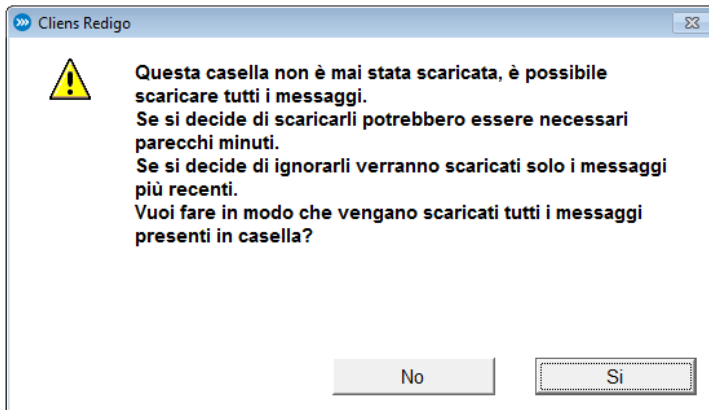 Cliens Redigo
Questa casella non è mai stata scaricata, è possibile
scaricare tutti i messaggi.
Se si decide di scaricarli potrebbero essere necessari
parecchi minuti.
Se si decide di ignorarli verranno scaricati solo i messaggi
più recenti.
Vuoi fare in modo che vengano scaricati tutti i messaggi
presenti in casella?
No
Si